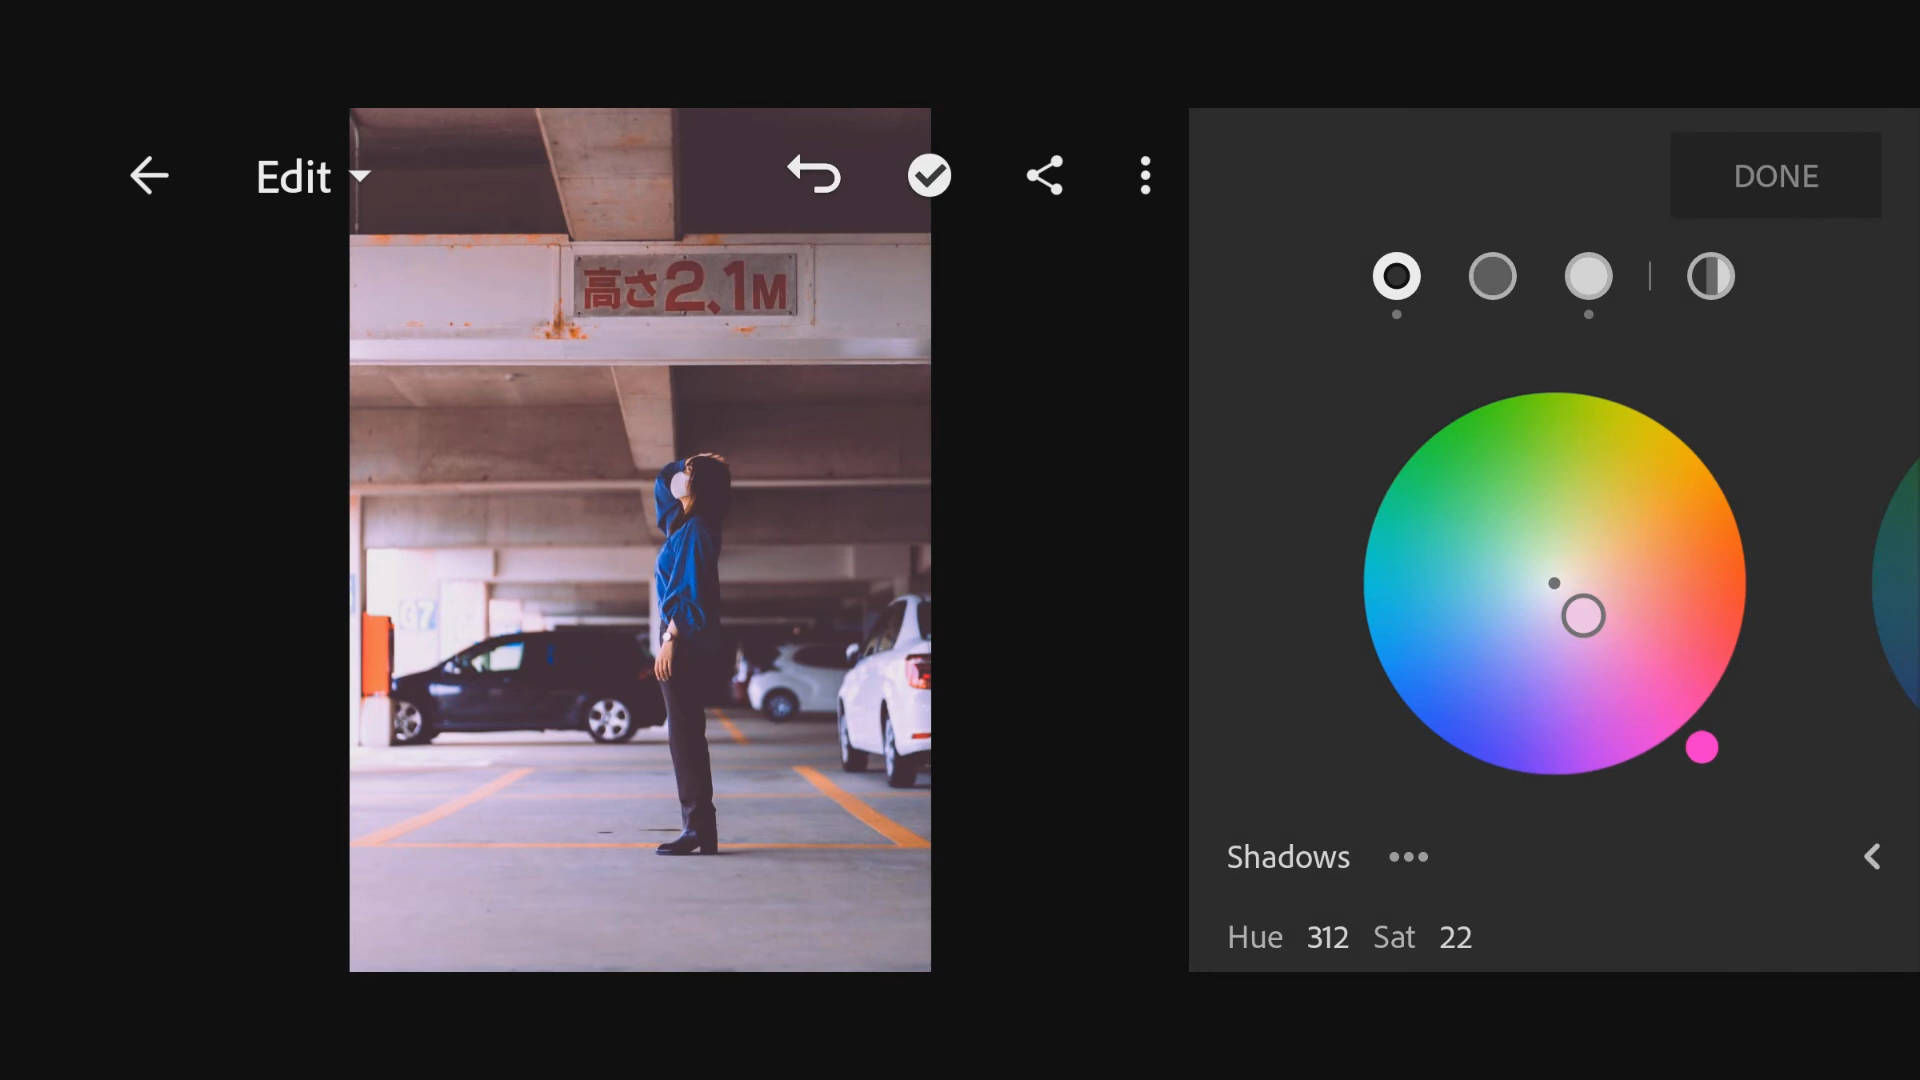 Edit
DONE
高さ2.1M
Shadows
Hue 312 Sat 22